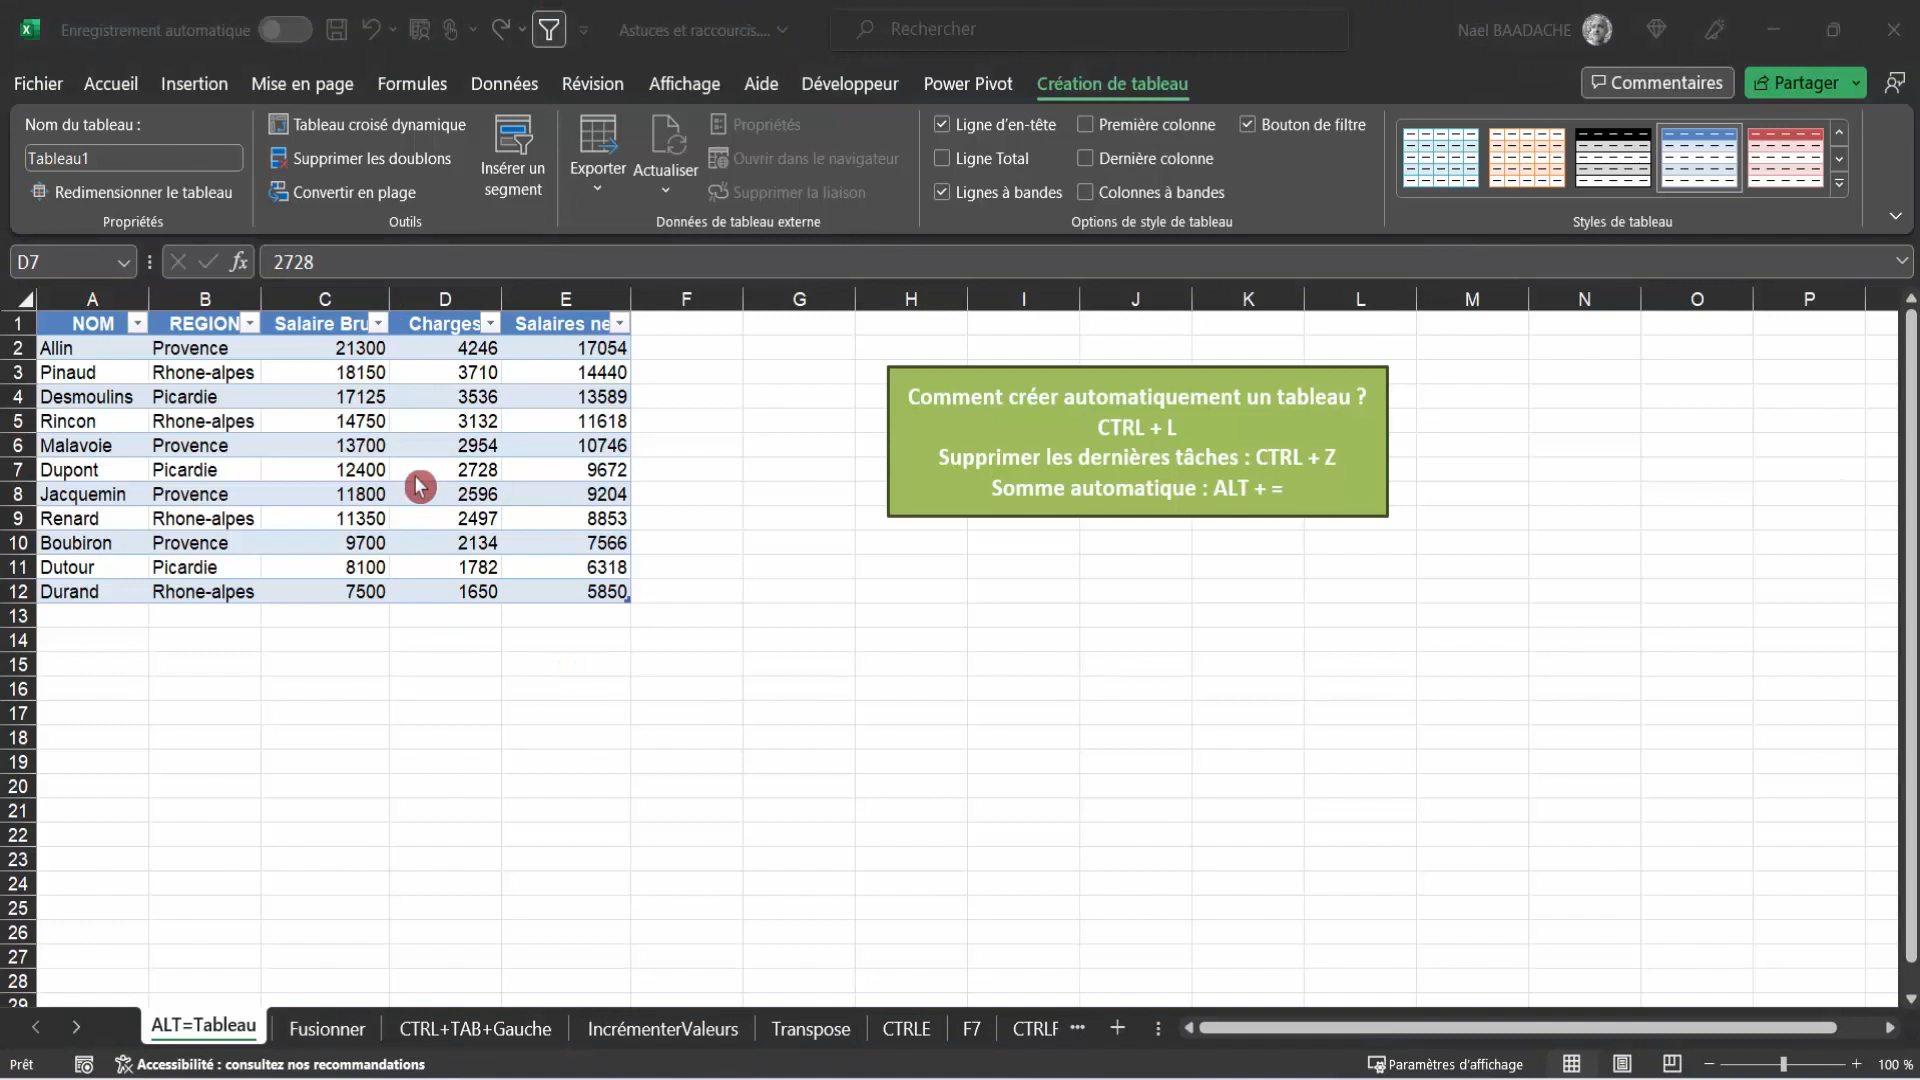 Enregistrement automatique
Astuces et raccourcis....
Rechercher
Nael BAADACHE
Fichier Accueil Insertion Mise en page Formules Données Révision Affichage Aide Développeur Power Pivot Création de tableau
Commentaires
Partager
Nom du tableau :
Tableau1
Redimensionner le tableau
Propriétés
Tableau croisé dynamique
Supprimer les doublons
Convertir en plage
Outils
Insérer un
segment
Exporter
Actualiser
Propriétés
Ouvrir dans le navigateur
Supprimer la liaison
Données de tableau externe
Ligne d'en-tête Première colonne Bouton de filtre
Ligne Total Dernière colonne
Lignes à bandes Colonnes à bandes
Options de style de tableau
Styles de tableau
D7 fx 2728
A B C D E F G H I J K L M N O P
1 NOM REGION Salaire Bru Charges Salaires ne
2 Allin Provence 21300 4246 17054
3 Pinaud Rhone-alpes 18150 3710 14440
4 Desmoulins Picardie 17125 3536 13589
5 Rincon Rhone-alpes 14750 3132 11618
6 Malavoie Provence 13700 2954 10746
7 Dupont Picardie 12400 2728 9672
8 Jacquemin Provence 11800 2596 9204
9 Renard Rhone-alpes 11350 2497 8853
10 Boubiron Provence 9700 2134 7566
11 Dutour Picardie 8100 1782 6318
12 Durand Rhone-alpes 7500 1650 5850
13
14
15
16
17
18
19
20
21
22
23
24
25
26
27
28
29
Comment créer automatiquement un tableau ?
CTRL + L
Supprimer les dernières tâches : CTRL + Z
Somme automatique : ALT + =
ALT=Tableau Fusionner CTRL+TAB+Gauche IncrémenterValeurs Transpose CTRLE F7 CTRLF ...
Prêt
Accessibilité : consultez nos recommandations
Paramètres d'affichage
100 %